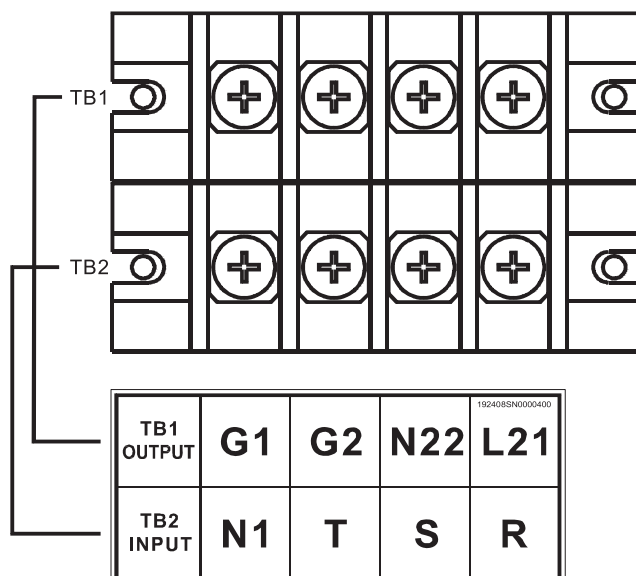 TB1
TB2
192408SN0000400
TB1 OUTPUT G1 G2 N22 L21
TB2 INPUT N1 T S R